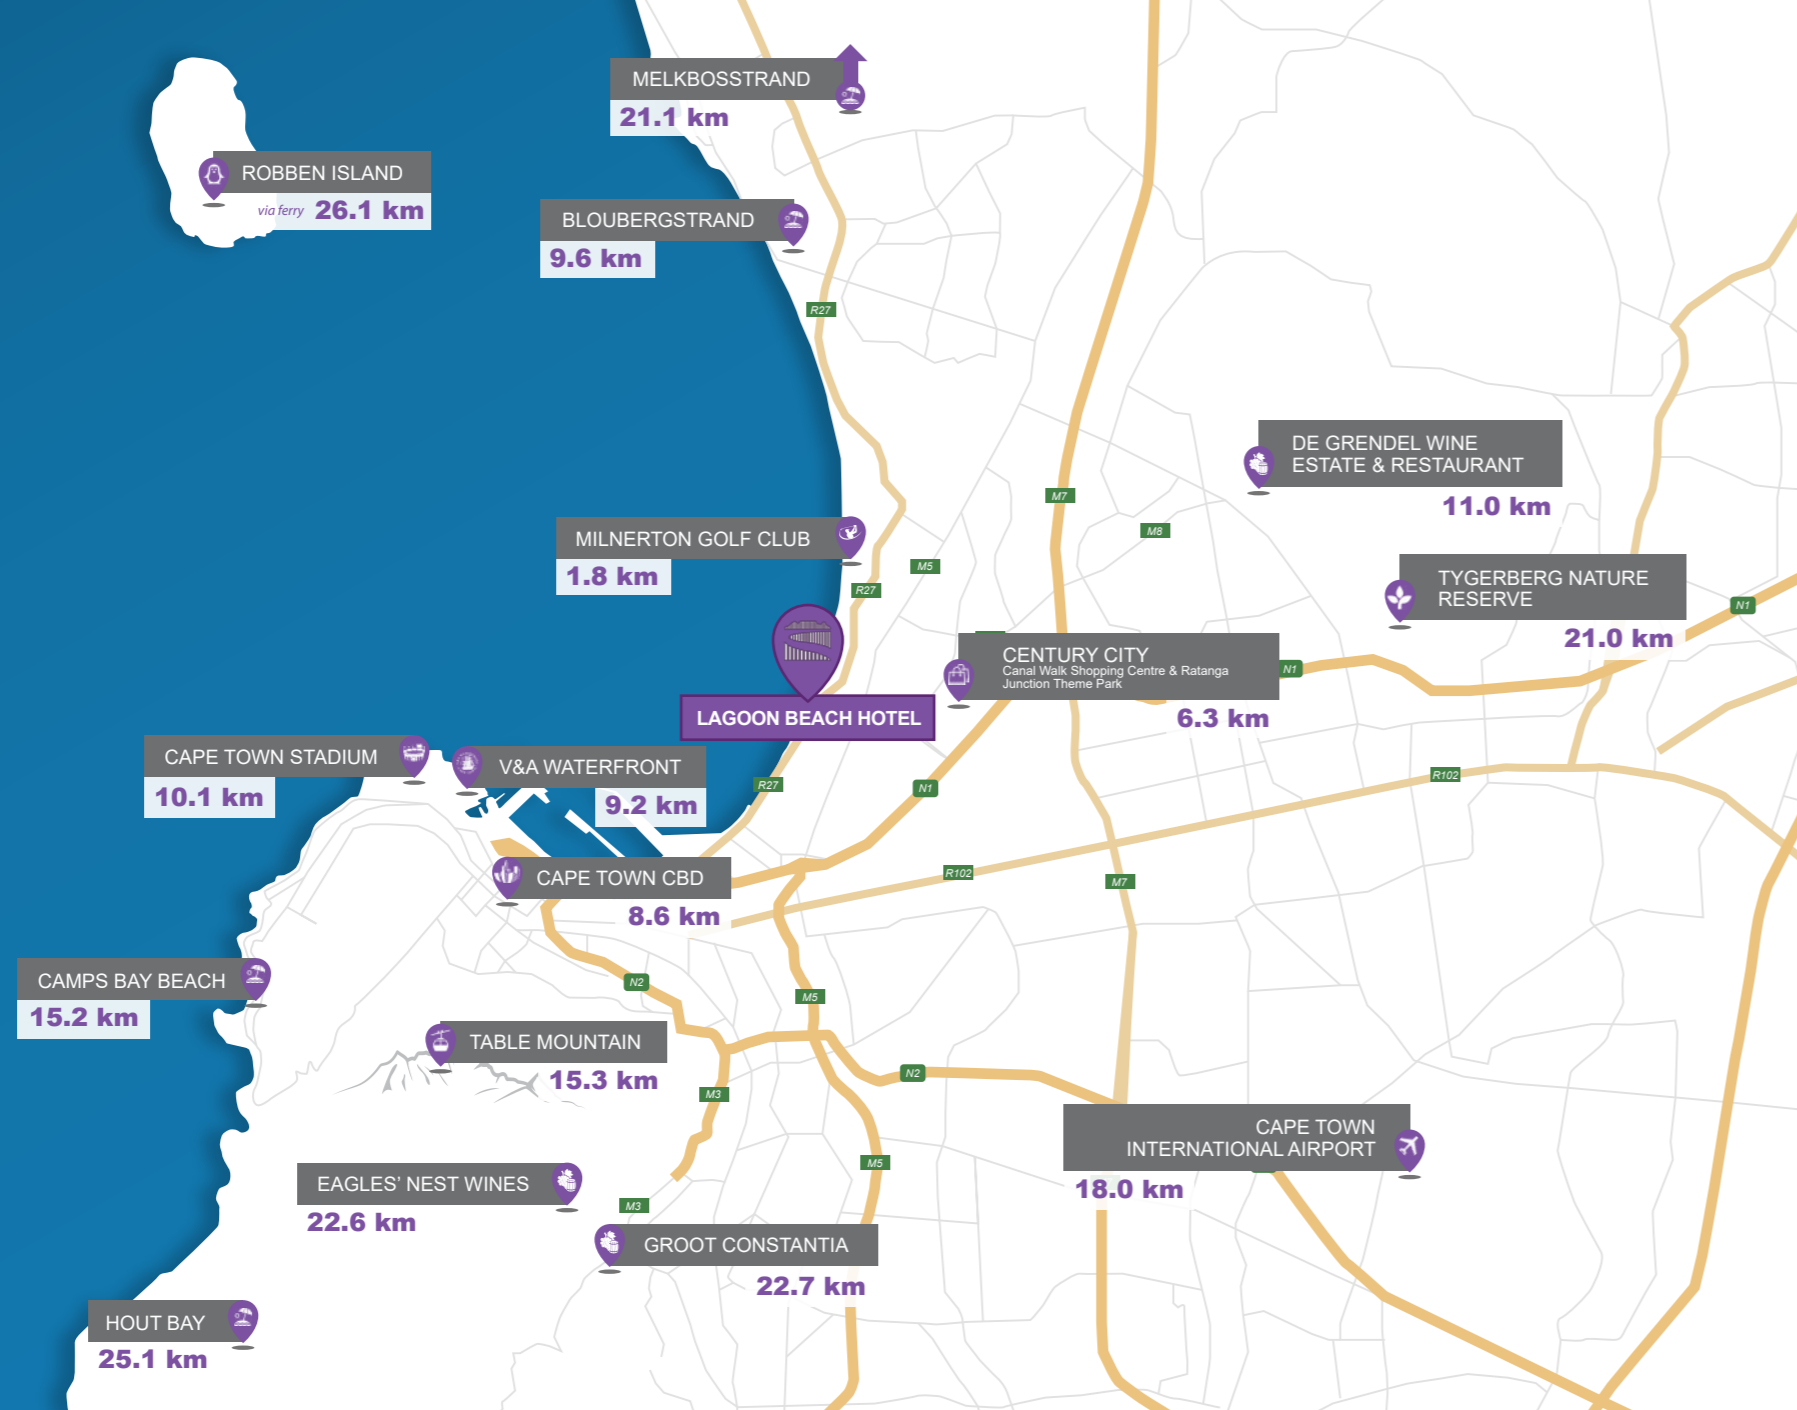 MELKBOSSTRAND
21.1 km
ROBBEN ISLAND
via ferry 26.1 km
BLOUBERGSTRAND
9.6 km
R27
DE GRENDEL WINE
ESTATE & RESTAURANT
11.0 km
M7
M8
MILNERTON GOLF CLUB
1.8 km
M5
R27
TYGERBERG NATURE
RESERVE
21.0 km
N1
CENTURY CITY
Canal Walk Shopping Centre & Ratanga
Junction Theme Park
6.3 km
N1
LAGOON BEACH HOTEL
CAPE TOWN STADIUM
10.1 km
V&A WATERFRONT
9.2 km
R27
N1
R102
CAPE TOWN CBD
8.6 km
R102
M7
CAMPS BAY BEACH
15.2 km
N2
M5
TABLE MOUNTAIN
15.3 km
N2
M3
CAPE TOWN
INTERNATIONAL AIRPORT
18.0 km
M5
EAGLES’ NEST WINES
22.6 km
M3
GROOT CONSTANTIA
22.7 km
HOUT BAY
25.1 km